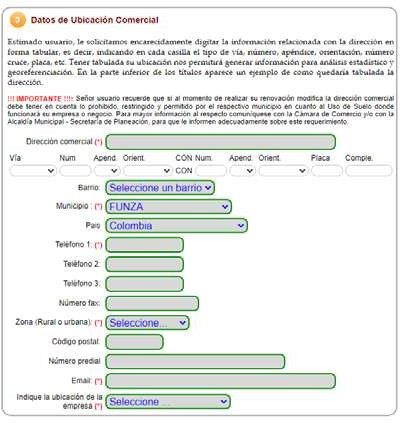 3 Datos de Ubicación Comercial
Estimado usuario, le solicitamos encarecidamente digitar la información relacionada con la dirección en
forma tabular, es decir, indicando en cada casilla el tipo de vía, número, apéndice, orientación, número
cruce, placa, etc. Tener tabulada su ubicación nos permitirá generar información para análisis estadístico y
georeferenciación. En la parte inferior de los títulos aparece un ejemplo de como quedaría tabulada la
dirección.
!!! IMPORTANTE !!!: Señor usuario recuerde que si al momento de realizar su renovación modifica la dirección comercial
debe tener en cuenta lo prohibido, restringido y permitido por el respectivo municipio en cuanto al Uso de Suelo donde
funcionará su empresa o negocio. Para mayor información al respecto comuníquese con la Cámara de Comercio y/o con la
Alcaldía Municipal - Secretaría de Planeación, para que le informen adecuadamente sobre este requerimiento.
Dirección comercial (*)
Vía Num Apend. Orient. CON Num. Apend. Orient. Placa Comple.
CON
Barrio: Seleccione un barrio
Municipio : (*) FUNZA
País Colombia
Teléfono 1: (*)
Teléfono 2:
Teléfono 3:
Número fax:
Zona (Rural o urbana): (*) Seleccione...
Código postal:
Número predial
Email: (*)
Indique la ubicación de la
empresa (*) Seleccione ...